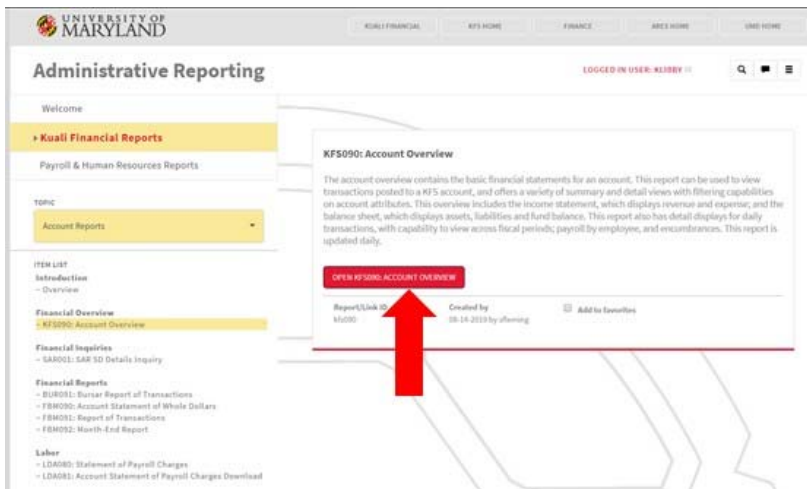 UNIVERSITY OF
MARYLAND
KUALI FINANCIAL
KFS HOME
FINANCE
ARES HOME
UMD HOME
Administrative Reporting
LOGGED IN USER: KLIBBY
Welcome
Kuali Financial Reports
Payroll & Human Resources Reports
TOPIC
Account Reports
ITEM LIST
Introduction
- Overview
Financial Overview
- KFS090: Account Overview
Financial Inquiries
- SAR001: SAR SD Details Inquiry
Financial Reports
- BUR091: Bursar Report of Transactions
- FBM090: Account Statement of Whole Dollars
- FBM091: Report of Transactions
- FBM092: Month-End Report
Labor
- LDA080: Statement of Payroll Charges
- LDA081: Account Statement of Payroll Charges Download
KFS090: Account Overview
The account overview contains the basic financial statements for an account. This report can be used to view
transactions posted to a KFS account, and offers a variety of summary and detail views with filtering capabilities
on account attributes. This overview includes the income statement, which displays revenue and expense; and the
balance sheet, which displays assets, liabilities and fund balance. This report also has detail displays for daily
transactions, with capability to view across fiscal periods; payroll by employee, and encumbrances. This report is
updated daily.
OPEN KFS090: ACCOUNT OVERVIEW
Report/Link ID
kfs090
Created by
08-14-2019 by sfleming
Add to favorites